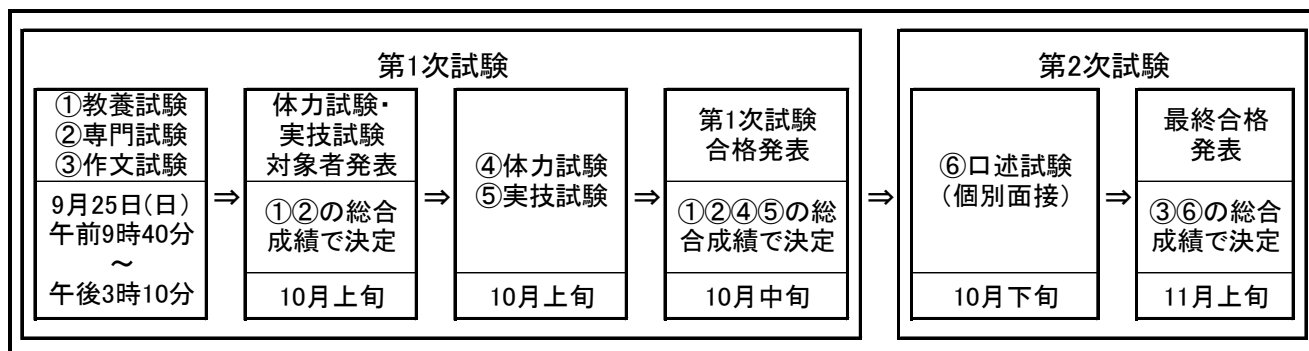 第1次試験
①教養試験
②専門試験
③作文試験
9月25日(日)
午前9時40分
～
午後3時10分
⇒
体力試験・
実技試験
対象者発表
①②の総合
成績で決定
10月上旬
⇒
④体力試験
⑤実技試験
10月上旬
⇒
第1次試験
合格発表
①②④⑤の総
合成績で決定
10月中旬
⇒
第2次試験
⑥口述試験
(個別面接)
10月下旬
⇒
最終合格
発表
③⑥の総合
成績で決定
11月上旬